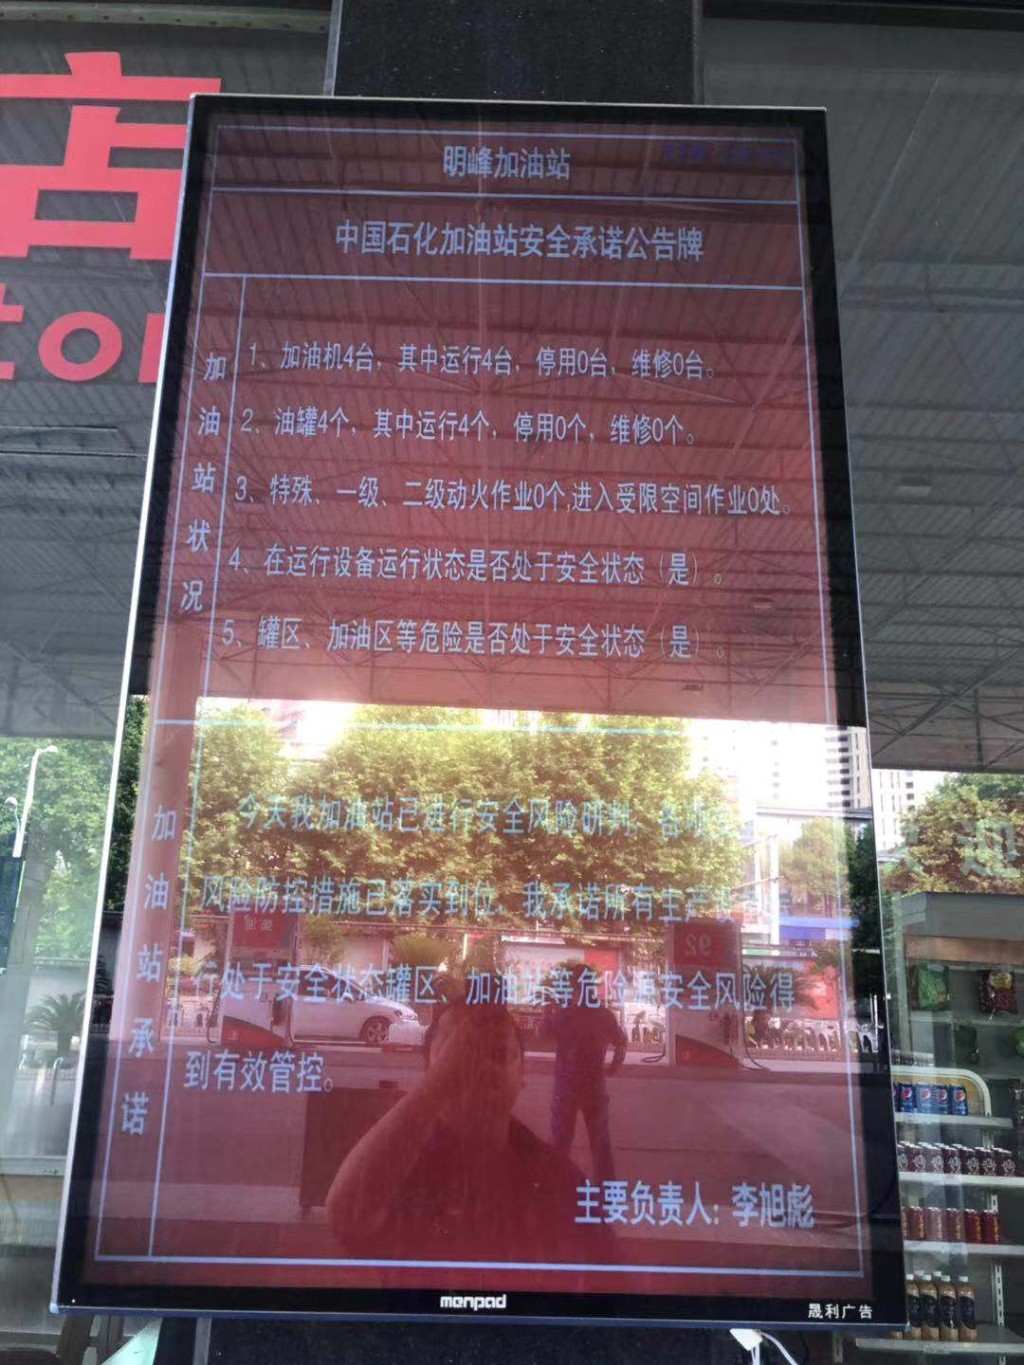 店
tor
明峰加油站
中国石化加油站安全承诺公告牌
加油站状况
1、加油机4台，其中运行4台，停用0台，维修0台。
2、油罐4个，其中运行4个，停用0个，维修0个。
3、特殊、一级、二级动火作业0个,进入受限空间作业0处。
4、在运行设备运行状态是否处于安全状态（是）。
5、罐区、加油区等危险是否处于安全状态（是）。
加油站承诺
今天我加油站已进行安全风险研判，各项
风险防控措施已落实到位，我承诺所有生产
行处于安全状态罐区、加油站等危险源安全风险得
到有效管控。
主要负责人: 李旭彪
menpad
晟利广告
92